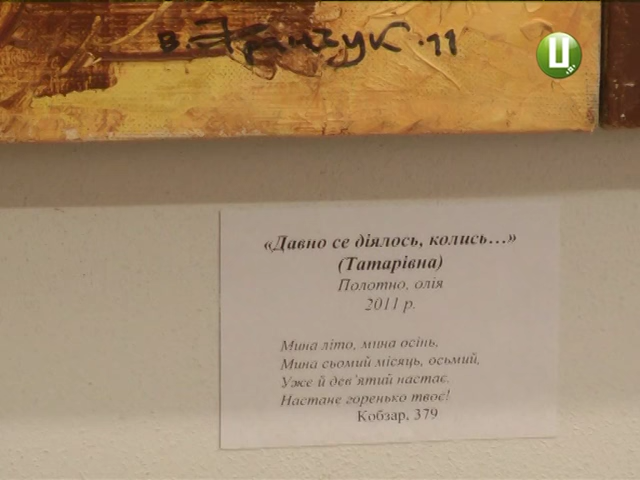 В. Франчук.11
Ц
«Давно се діялось, колись…»
(Татарівна)
Полотно, олія
2011 р.
Мина літо, мина осінь,
Мина сьомий місяць, осьмий,
Уже й дев'ятий настає.
Настане горенько твоє!
Кобзар, 379